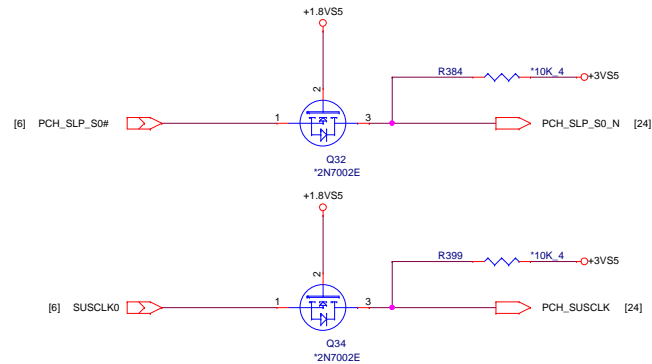 +1.8VS5
R384 *10K_4 +3VS5
2
[6] PCH_SLP_S0# 1 3 PCH_SLP_S0_N [24]
Q32
*2N7002E
+1.8VS5
R399 *10K_4 +3VS5
2
[6] SUSCLK0 1 3 PCH_SUSCLK [24]
Q34
*2N7002E